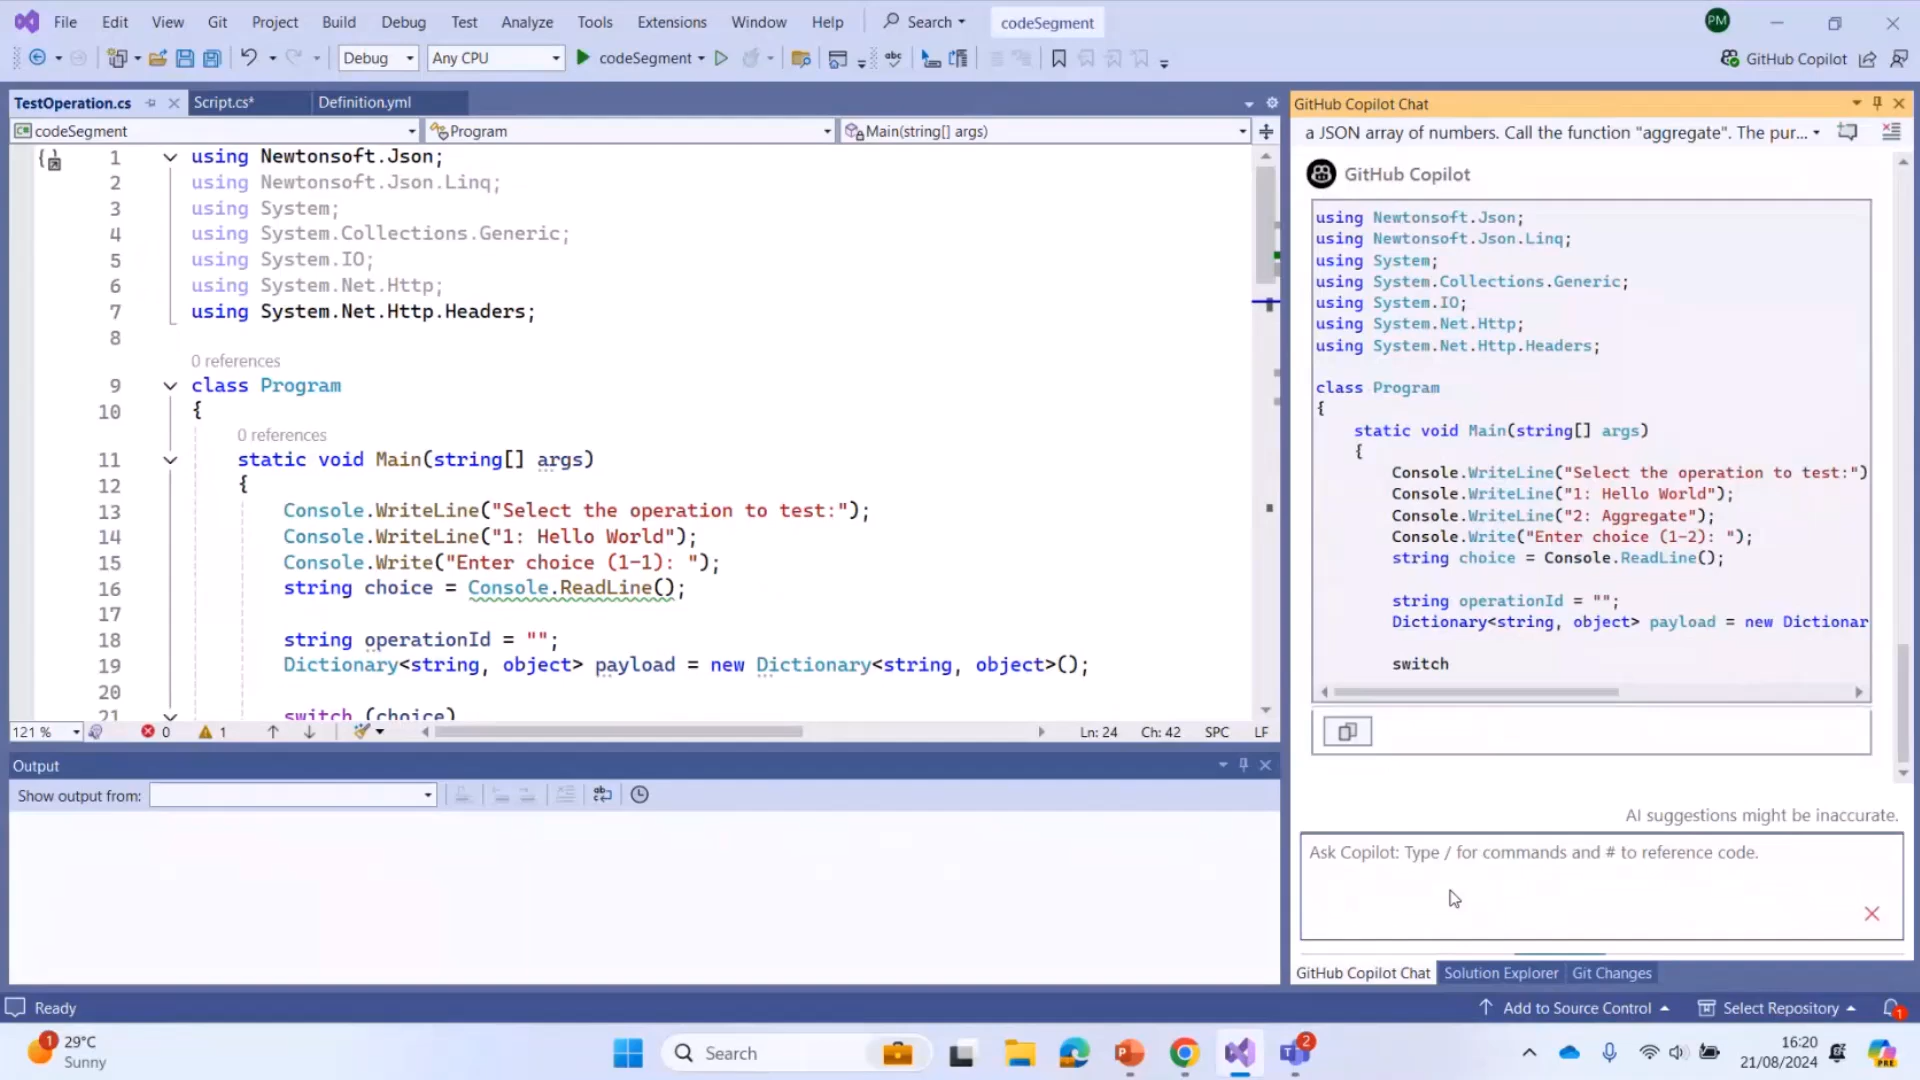 File Edit View Git Project Build Debug Test Analyze Tools Extensions Window Help Search codeSegment PM
Debug Any CPU codeSegment abc GitHub Copilot
TestOperation.cs Script.cs* Definition.yml
codeSegment Program Main(string[] args)
1 using Newtonsoft.Json;
2 using Newtonsoft.Json.Linq;
3 using System;
4 using System.Collections.Generic;
5 using System.IO;
6 using System.Net.Http;
7 using System.Net.Http.Headers;
8
0 references
9 class Program
10 {
0 references
11 static void Main(string[] args)
12 {
13 Console.WriteLine("Select the operation to test:");
14 Console.WriteLine("1: Hello World");
15 Console.Write("Enter choice (1-1): ");
16 string choice = Console.ReadLine();
17
18 string operationId = "";
19 Dictionary<string, object> payload = new Dictionary<string, object>();
20
21 switch (choice)
121 % 0 1 Ln: 24 Ch: 42 SPC LF
Output
Show output from:
GitHub Copilot Chat
a JSON array of numbers. Call the function "aggregate". The pur...
GitHub Copilot
using Newtonsoft.Json;
using Newtonsoft.Json.Linq;
using System;
using System.Collections.Generic;
using System.IO;
using System.Net.Http;
using System.Net.Http.Headers;
class Program
{
static void Main(string[] args)
{
Console.WriteLine("Select the operation to test:")
Console.WriteLine("1: Hello World");
Console.WriteLine("2: Aggregate");
Console.Write("Enter choice (1-2): ");
string choice = Console.ReadLine();
string operationId = "";
Dictionary<string, object> payload = new Dictionar
switch
AI suggestions might be inaccurate.
Ask Copilot: Type / for commands and # to reference code.
GitHub Copilot Chat Solution Explorer Git Changes
Ready Add to Source Control Select Repository 1
1 29°C
Sunny
Search
2
16:20
21/08/2024
PRE